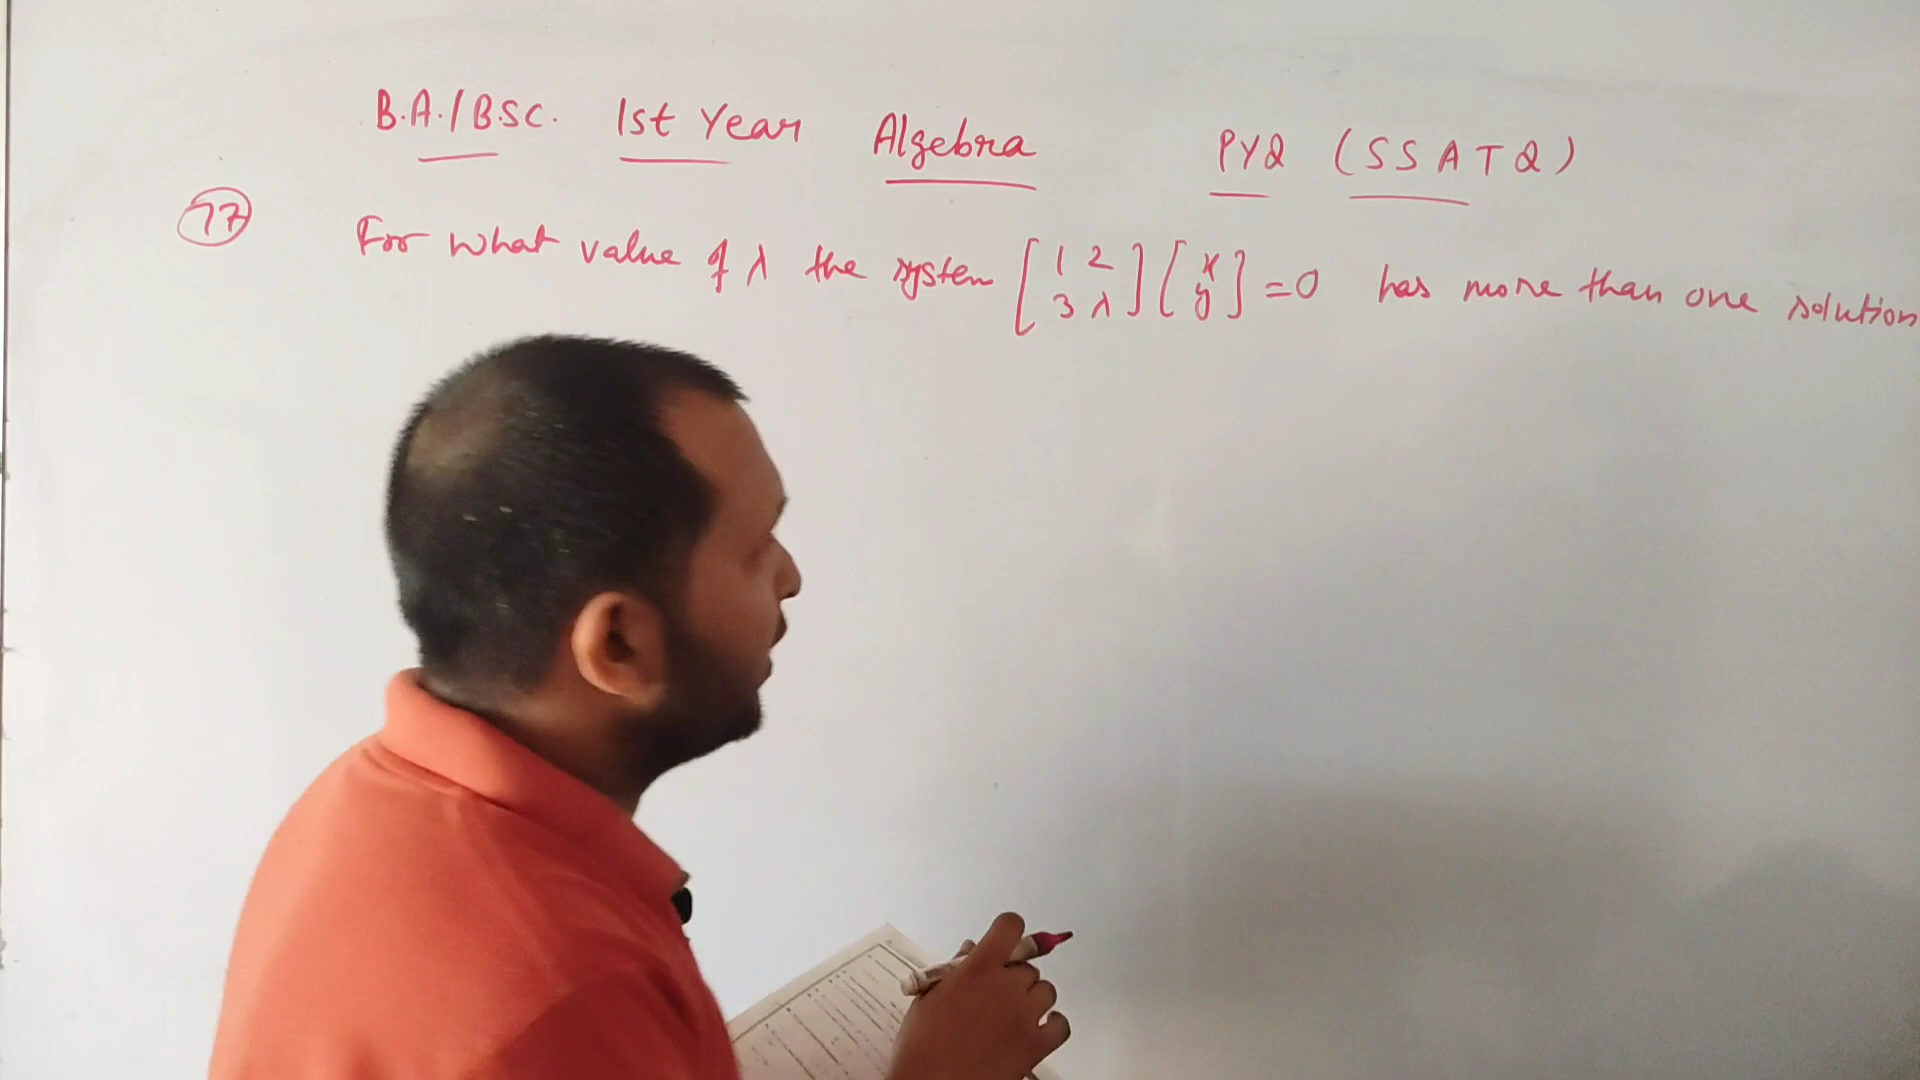 B.A./B.SC. 1st Year Algebra PYQ (SSATQ)
77 For what value of λ the system [1 2 3 λ] [x y] = 0 has more than one solution